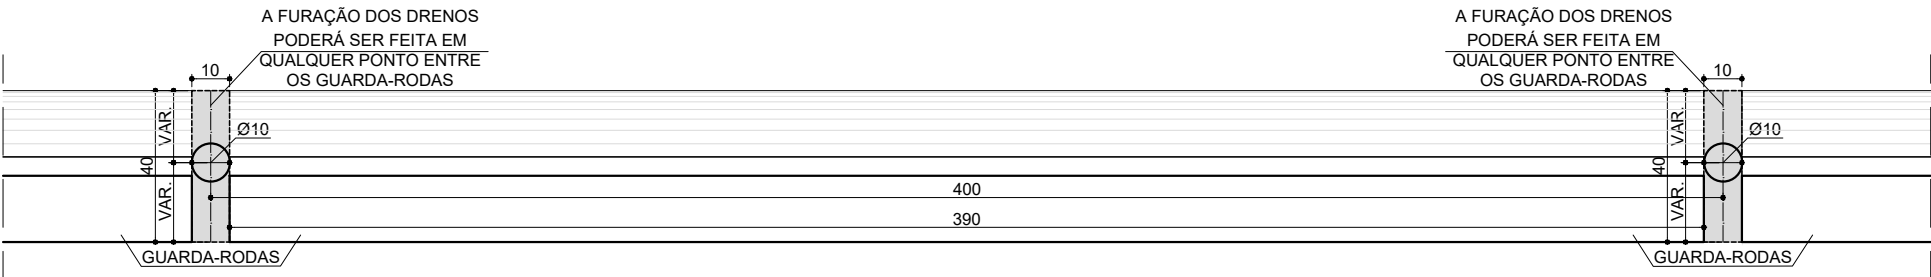 A FURAÇÃO DOS DRENOS
PODERÁ SER FEITA EM
QUALQUER PONTO ENTRE
OS GUARDA-RODAS
10
VAR.
Ø10
40
VAR.
GUARDA-RODAS
400
390
A FURAÇÃO DOS DRENOS
PODERÁ SER FEITA EM
QUALQUER PONTO ENTRE
OS GUARDA-RODAS
10
VAR.
Ø10
40
VAR.
GUARDA-RODAS